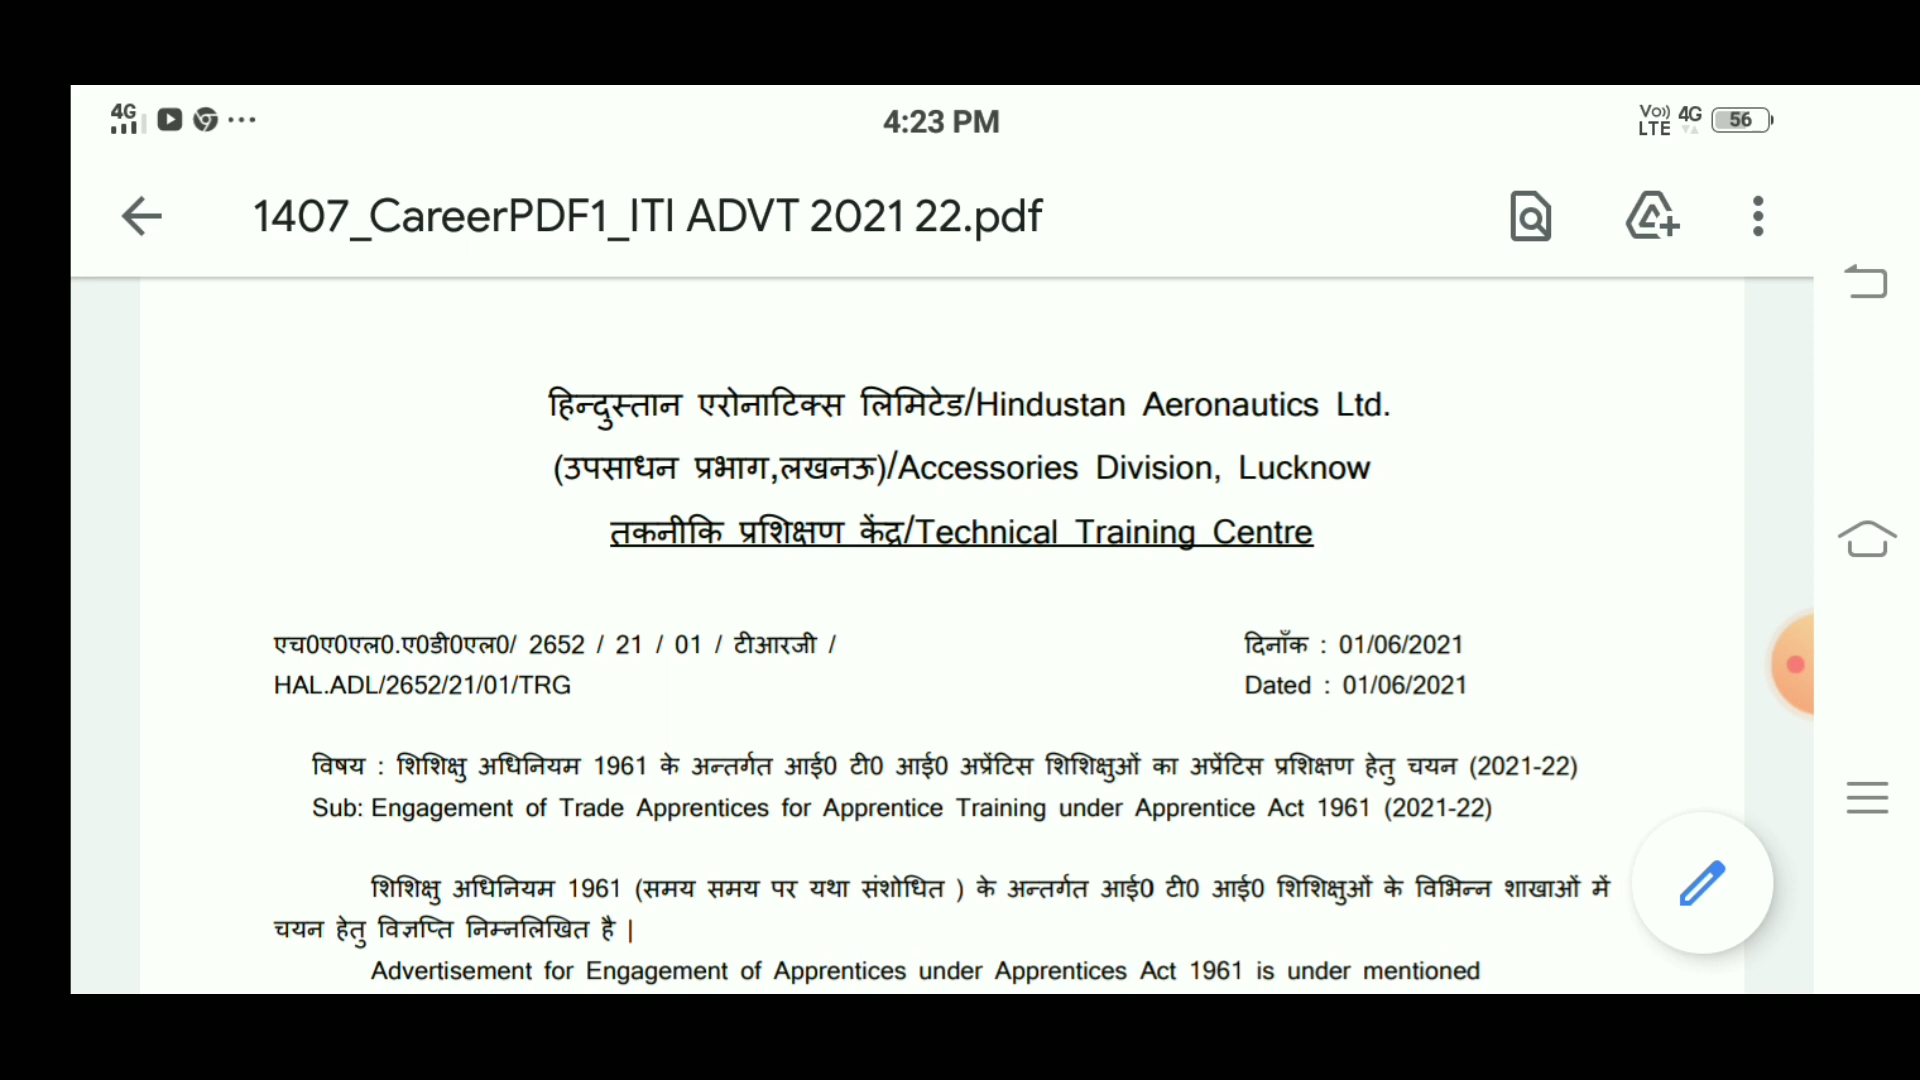 4G
4:23 PM
Vo)) LTE 4G 56
1407_CareerPDF1_ITI ADVT 2021 22.pdf
हिन्दुस्तान एरोनाटिक्स लिमिटेड/Hindustan Aeronautics Ltd.
(उपसाधन प्रभाग,लखनऊ)/Accessories Division, Lucknow
तकनीकि प्रशिक्षण केंद्र/Technical Training Centre
एच0ए0एल0.ए0डी0एल0/ 2652 / 21 / 01 / टीआरजी /
दिनाँक : 01/06/2021
HAL.ADL/2652/21/01/TRG
Dated : 01/06/2021
विषय : शिशिक्षु अधिनियम 1961 के अन्तर्गत आई0 टी0 आई0 अप्रेंटिस शिशिक्षुओं का अप्रेंटिस प्रशिक्षण हेतु चयन (2021-22)
Sub: Engagement of Trade Apprentices for Apprentice Training under Apprentice Act 1961 (2021-22)
शिशिक्षु अधिनियम 1961 (समय समय पर यथा संशोधित ) के अन्तर्गत आई0 टी0 आई0 शिशिक्षुओं के विभिन्न शाखाओं में
चयन हेतु विज्ञप्ति निम्नलिखित है |
Advertisement for Engagement of Apprentices under Apprentices Act 1961 is under mentioned